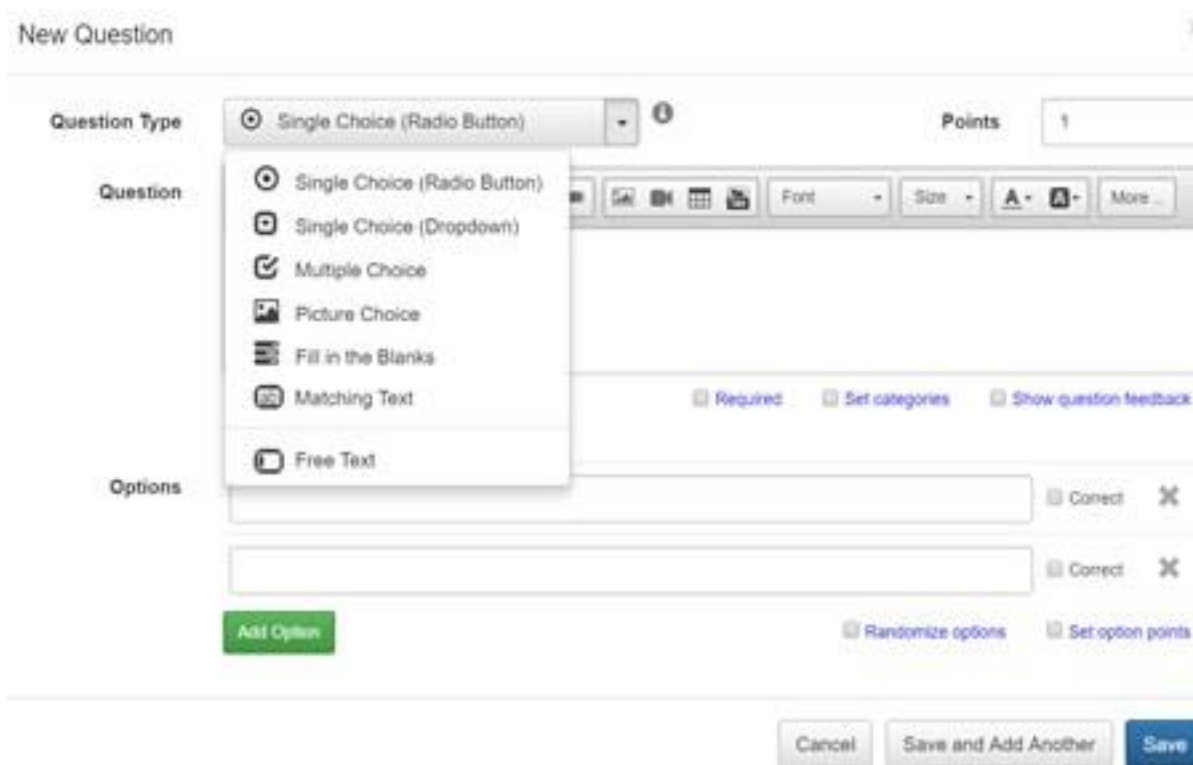 New Question
Question Type Single Choice (Radio Button) Points 1
Question Single Choice (Radio Button) Font Size A A More ...
Single Choice (Dropdown)
Multiple Choice
Picture Choice
Fill in the Blanks
Matching Text Required Set categories Show question feedback
Free Text
Options Correct
Correct
Add Option Randomize options Set option points
Cancel Save and Add Another Save